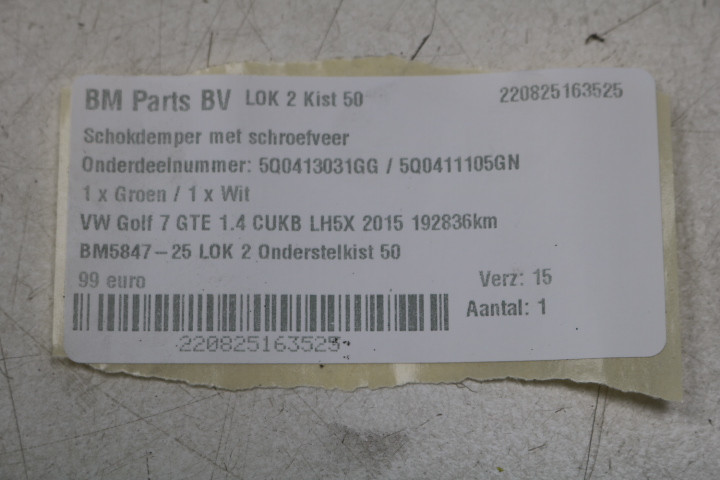 BM Parts BV LOK 2 Kist 50 220825163525
Schokdemper met schroefveer
Onderdeelnummer: 5Q0413031GG / 5Q0411105GN
1 x Groen / 1 x Wit
VW Golf 7 GTE 1.4 CUKB LH5X 2015 192836km
BM5847-25 LOK 2 Onderstelkist 50
99 euro Verz: 15
Aantal: 1
220825163525